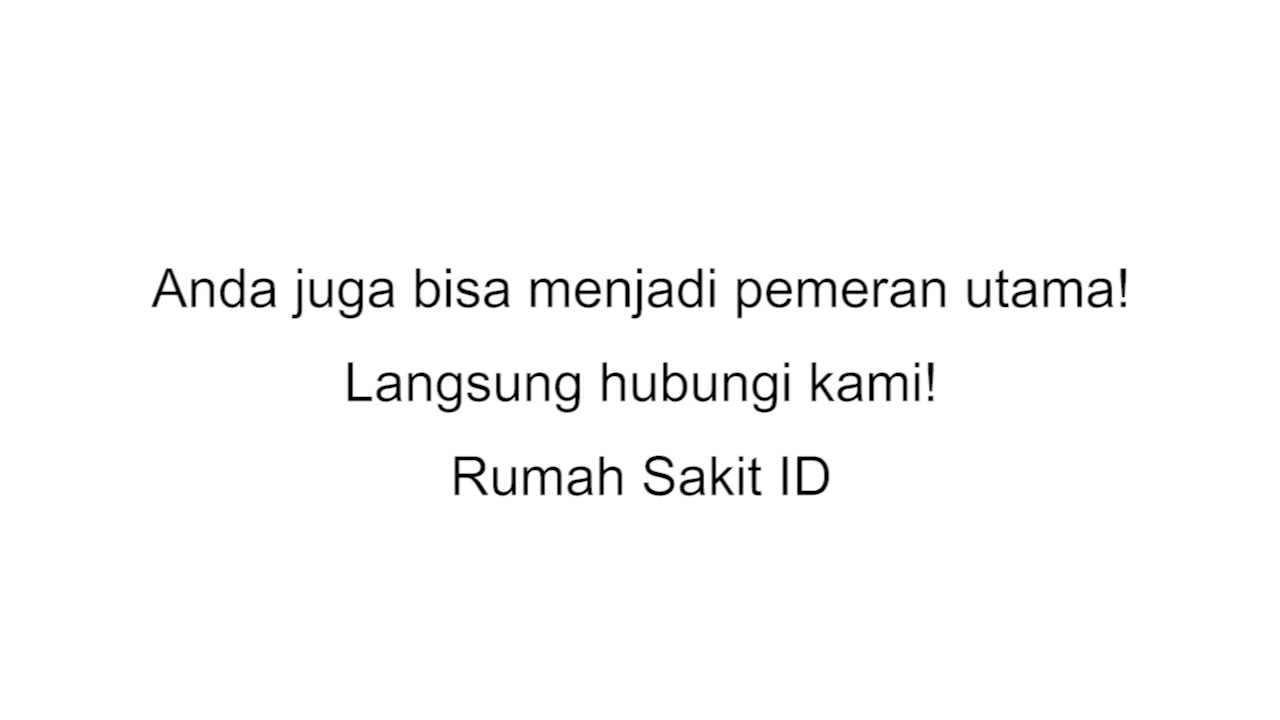 Anda juga bisa menjadi pemeran utama!
Langsung hubungi kami!
Rumah Sakit ID